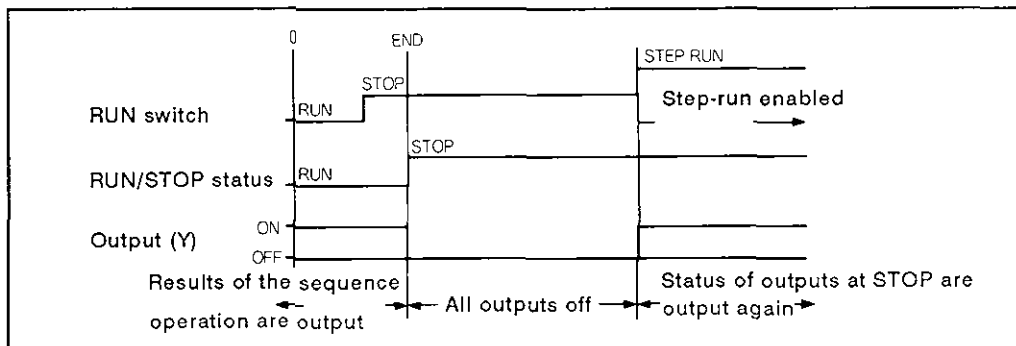 0 END
STEP RUN
STOP
RUN switch RUN Step-run enabled
STOP
RUN/STOP status RUN
Output (Y) ON
OFF
Results of the sequence operation are output
All outputs off
Status of outputs at STOP are output again